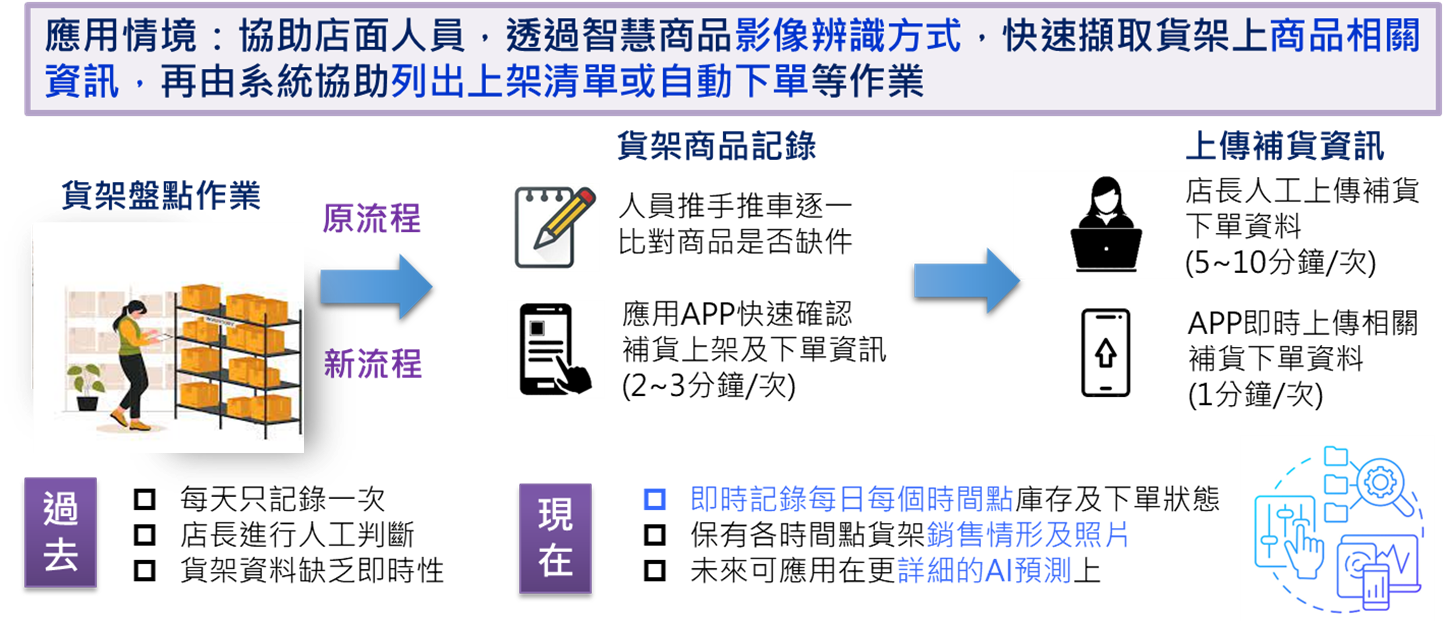 應用情境：協助店面人員，透過智慧商品影像辨識方式，快速擷取貨架上商品相關
資訊，再由系統協助列出上架清單或自動下單等作業
貨架盤點作業
原流程
新流程
貨架商品記錄
人員推手推車逐一
比對商品是否缺件
應用APP快速確認
補貨上架及下單資訊
(2~3分鐘/次)
上傳補貨資訊
店長人工上傳補貨
下單資料
(5~10分鐘/次)
APP即時上傳相關
補貨下單資料
(1分鐘/次)
過
去
每天只記錄一次
店長進行人工判斷
貨架資料缺乏即時性
現
在
即時記錄每日每個時間點庫存及下單狀態
保有各時間點貨架銷售情形及照片
未來可應用在更詳細的AI預測上